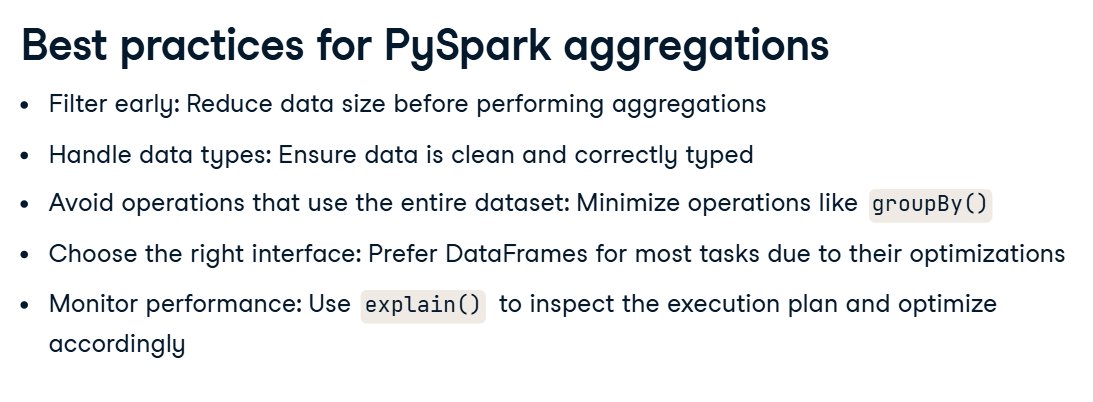 Best practices for PySpark aggregations
• Filter early: Reduce data size before performing aggregations
• Handle data types: Ensure data is clean and correctly typed
• Avoid operations that use the entire dataset: Minimize operations like groupBy()
• Choose the right interface: Prefer DataFrames for most tasks due to their optimizations
• Monitor performance: Use explain() to inspect the execution plan and optimize
accordingly